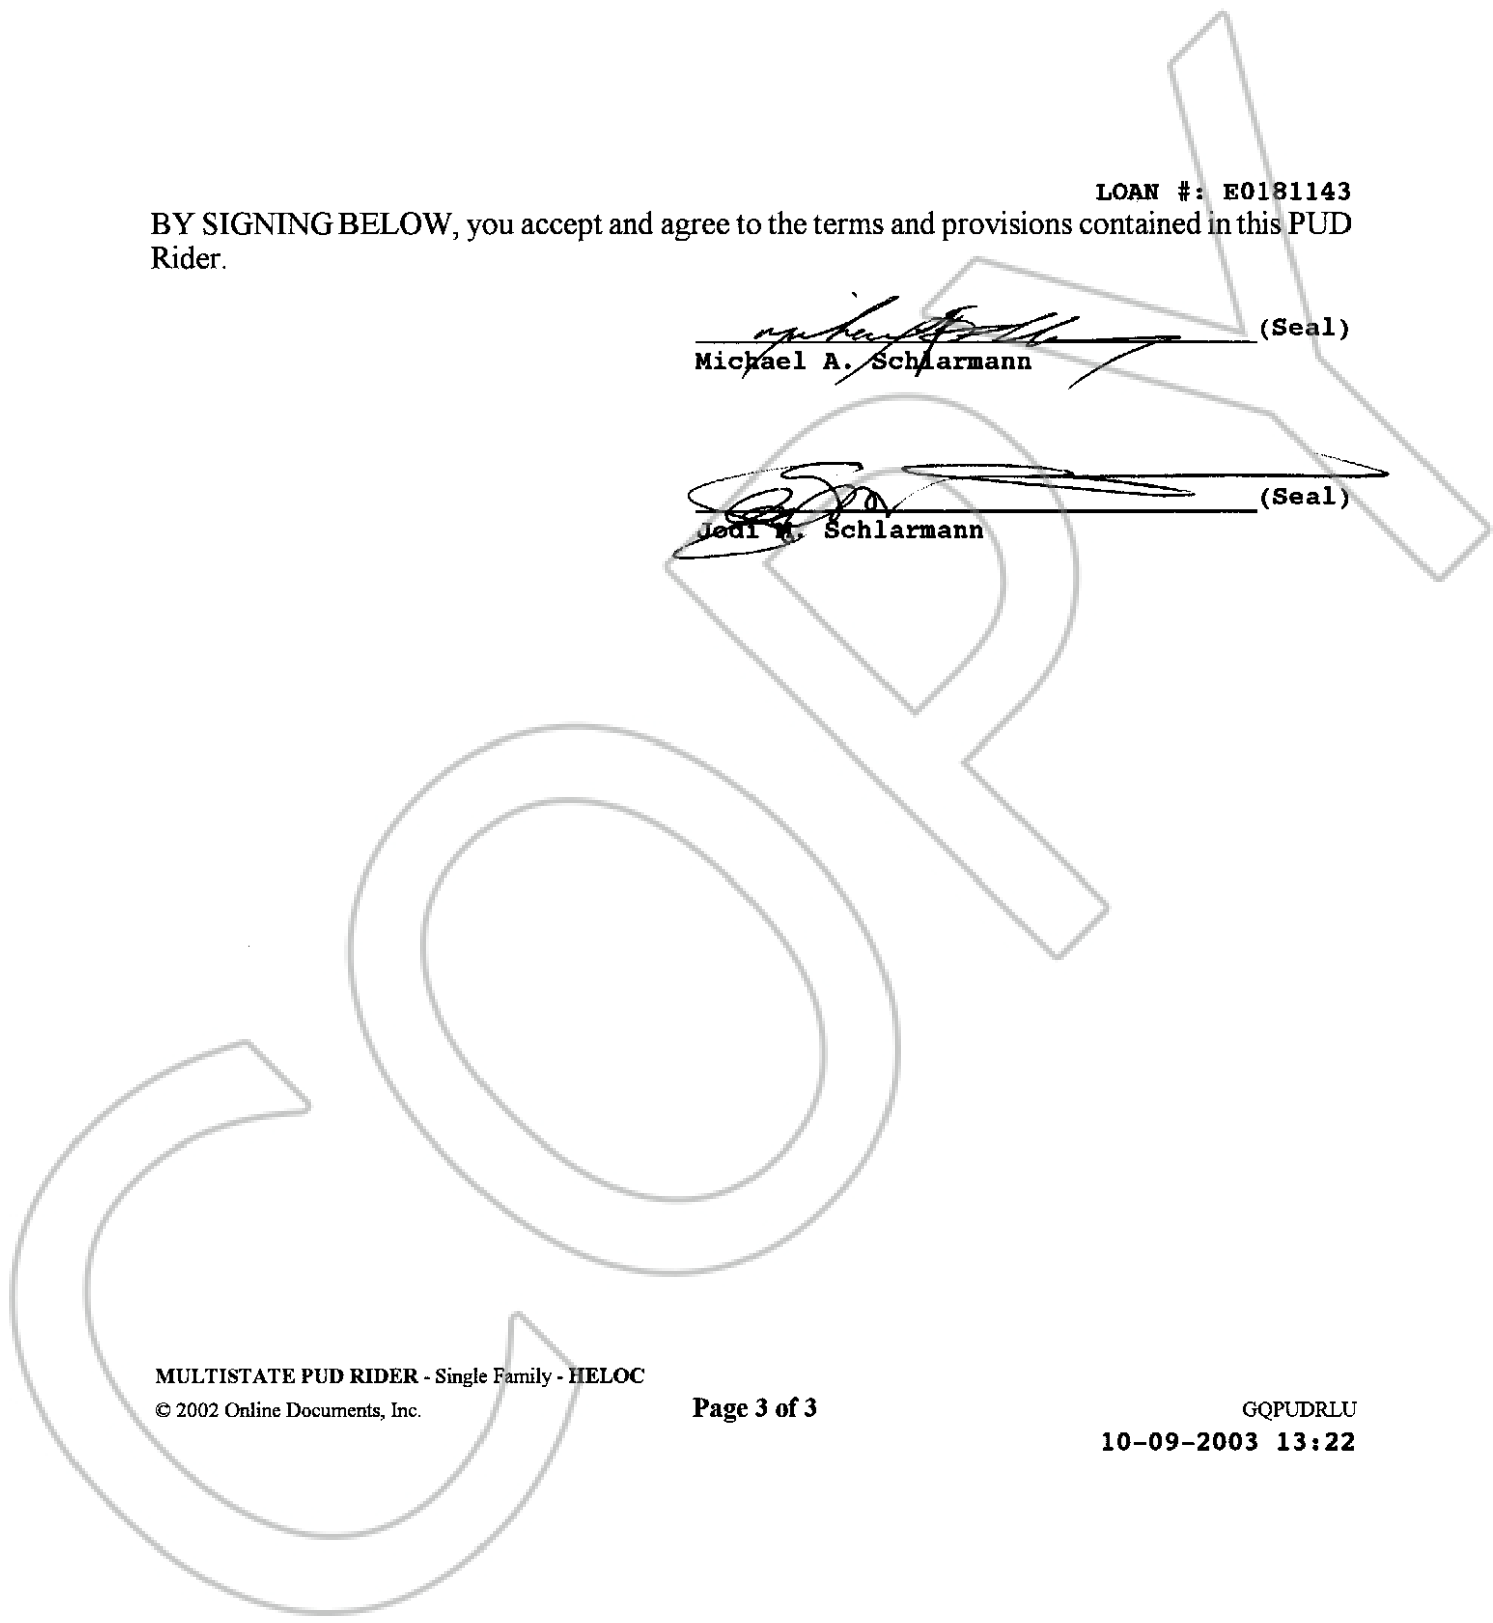 LOAN #: E0181143
BY SIGNING BELOW, you accept and agree to the terms and provisions contained in this PUD
Rider.
(Seal)
Michael A. Schlarmann
(Seal)
Jodi M. Schlarmann
COPY
MULTISTATE PUD RIDER - Single Family - HELOC
© 2002 Online Documents, Inc.
Page 3 of 3
GQPUDRLU
10-09-2003 13:22